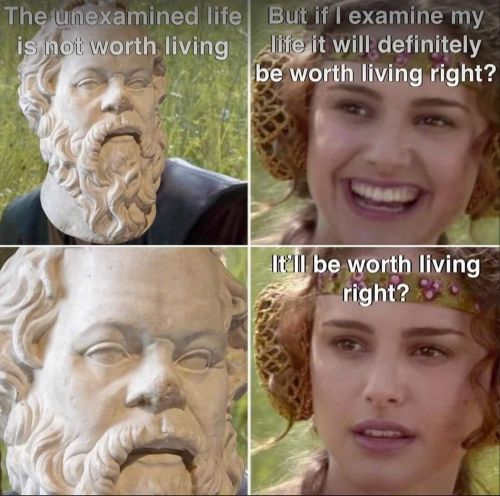 The unexamined life
is not worth living
But if I examine my
life it will definitely
be worth living right?
It'll be worth living
right?